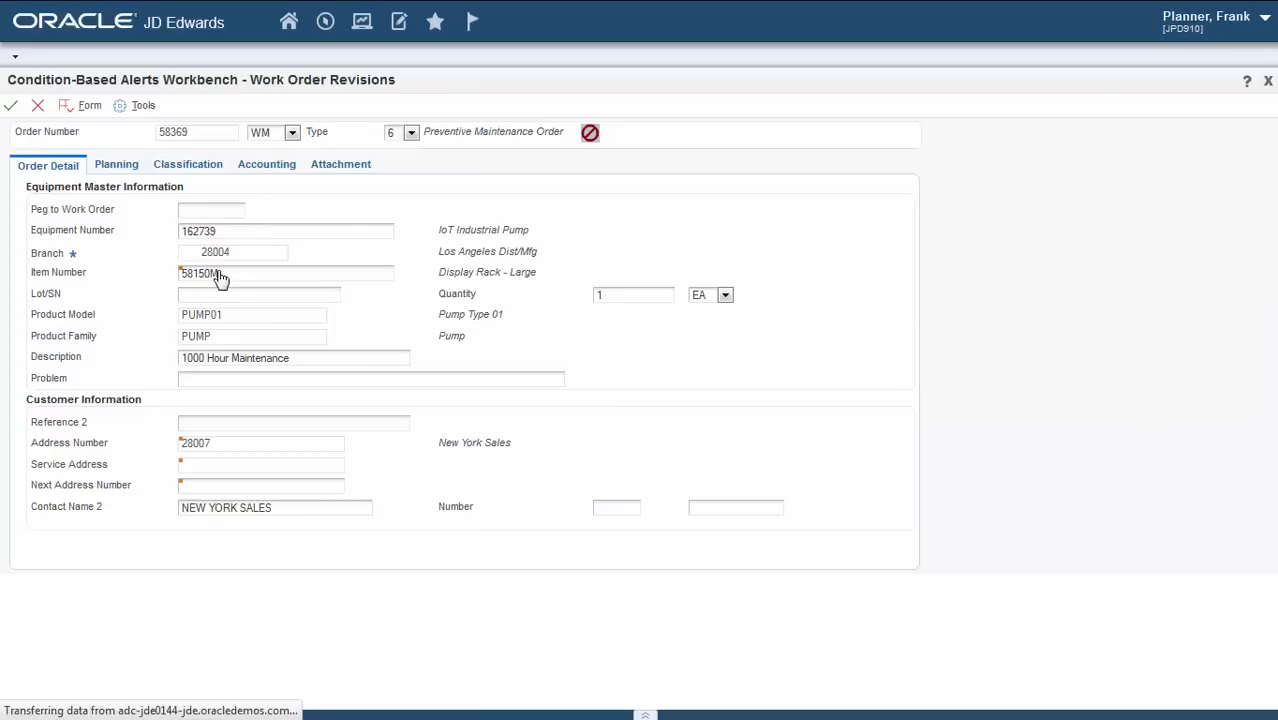 ORACLE JD Edwards
Planner, Frank
[JPD910]
Condition-Based Alerts Workbench - Work Order Revisions
? X
Form Tools
Order Number 58369 WM Type 6 Preventive Maintenance Order
Order Detail Planning Classification Accounting Attachment
Equipment Master Information
Peg to Work Order
Equipment Number 162739 IoT Industrial Pump
Branch * 28004 Los Angeles Dist/Mfg
Item Number Display Rack - Large
Lot/SN Quantity 1 EA
Product Model PUMP01 Pump Type 01
Product Family PUMP Pump
Description 1000 Hour Maintenance
Problem
Customer Information
Reference 2
Address Number 28007 New York Sales
Service Address
Next Address Number
Contact Name 2 NEW YORK SALES Number
Transferring data from adc-jde0144-jde.oracledemos.com...